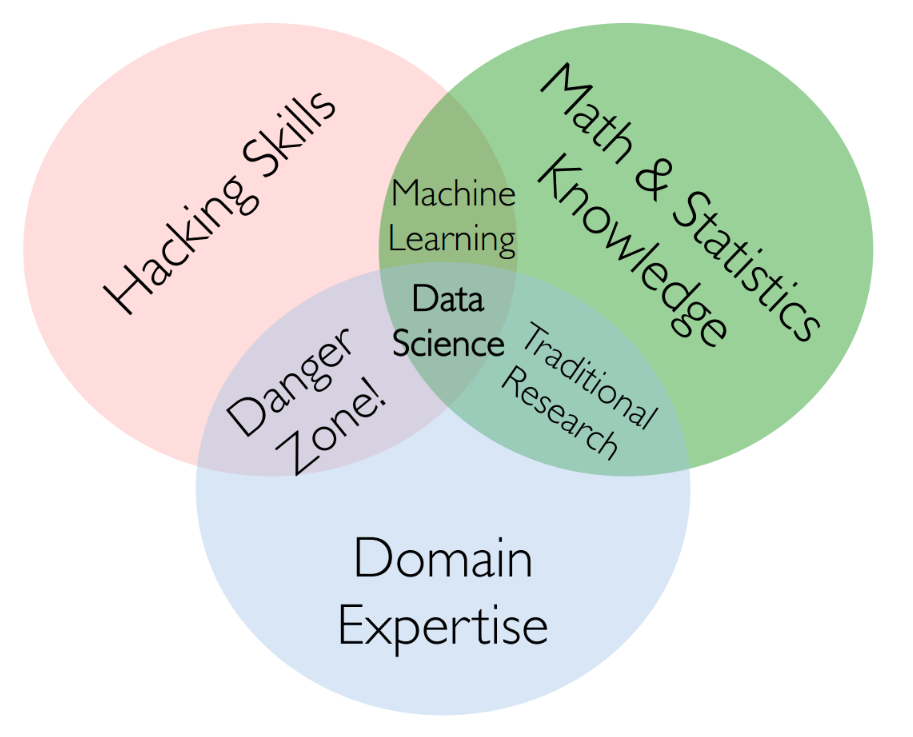 Hacking Skills
Math & Statistics
Knowledge
Machine
Learning
Data
Science
Danger
Zone!
Traditional
Research
Domain
Expertise